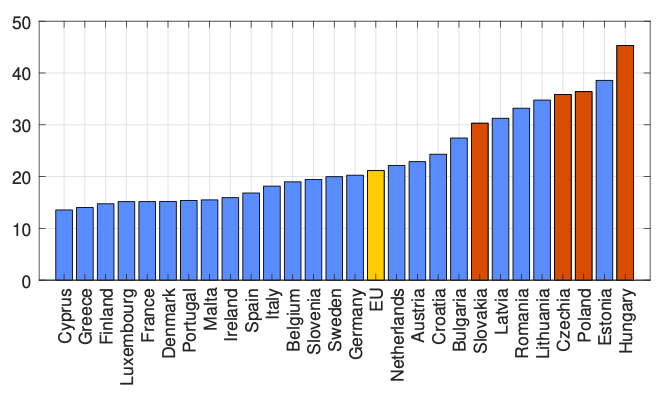 50
40
30
20
10
0
Cyprus
Greece
Finland
Luxembourg
France
Denmark
Portugal
Malta
Ireland
Spain
Italy
Belgium
Slovenia
Sweden
Germany
EU
Netherlands
Austria
Croatia
Bulgaria
Slovakia
Latvia
Romania
Lithuania
Czechia
Poland
Estonia
Hungary